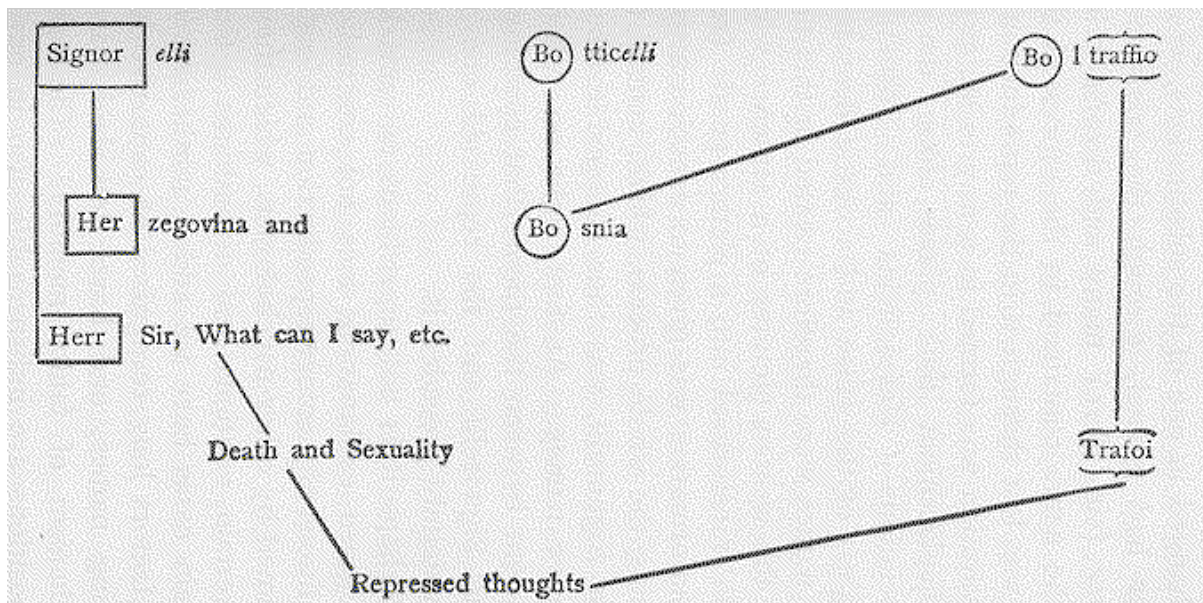 Signor elli Bo tticelli Bo l traffio
Her zegovina and Bo snia
Herr Sir, What can I say, etc.
Death and Sexuality
Trafoi
Repressed thoughts